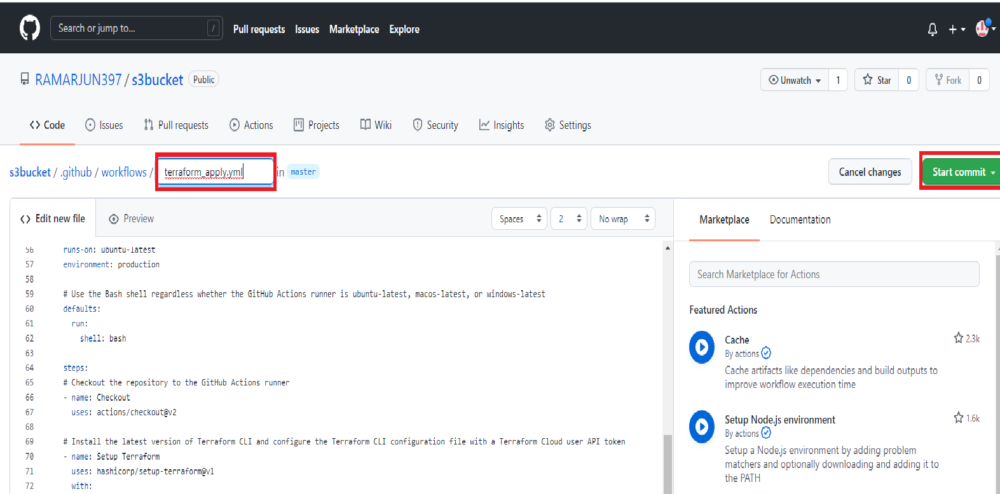 Search or jump to... /
Pull requests Issues Marketplace Explore
RAMARJUN397 / s3bucket Public
Unwatch 1 Star 0 Fork 0
Code Issues Pull requests Actions Projects Wiki Security Insights Settings
s3bucket / .github / workflows / terraform_apply.yml in master
Cancel changes Start commit
Edit new file Preview
Spaces 2 No wrap
56 runs-on: ubuntu-latest
57 environment: production
58
59 # Use the Bash shell regardless whether the GitHub Actions runner is ubuntu-latest, macos-latest, or windows-latest
60 defaults:
61 run:
62 shell: bash
63
64 steps:
65 # Checkout the repository to the GitHub Actions runner
66 - name: Checkout
67 uses: actions/checkout@v2
68
69 # Install the latest version of Terraform CLI and configure the Terraform CLI configuration file with a Terraform Cloud user API token
70 - name: Setup Terraform
71 uses: hashicorp/setup-terraform@v1
72 with:
Marketplace Documentation
Search Marketplace for Actions
Featured Actions
Cache 2.3k
By actions
Cache artifacts like dependencies and build outputs to
improve workflow execution time
Setup Node.js environment 1.6k
By actions
Setup a Node.js environment by adding problem
matchers and optionally downloading and adding it to
the PATH